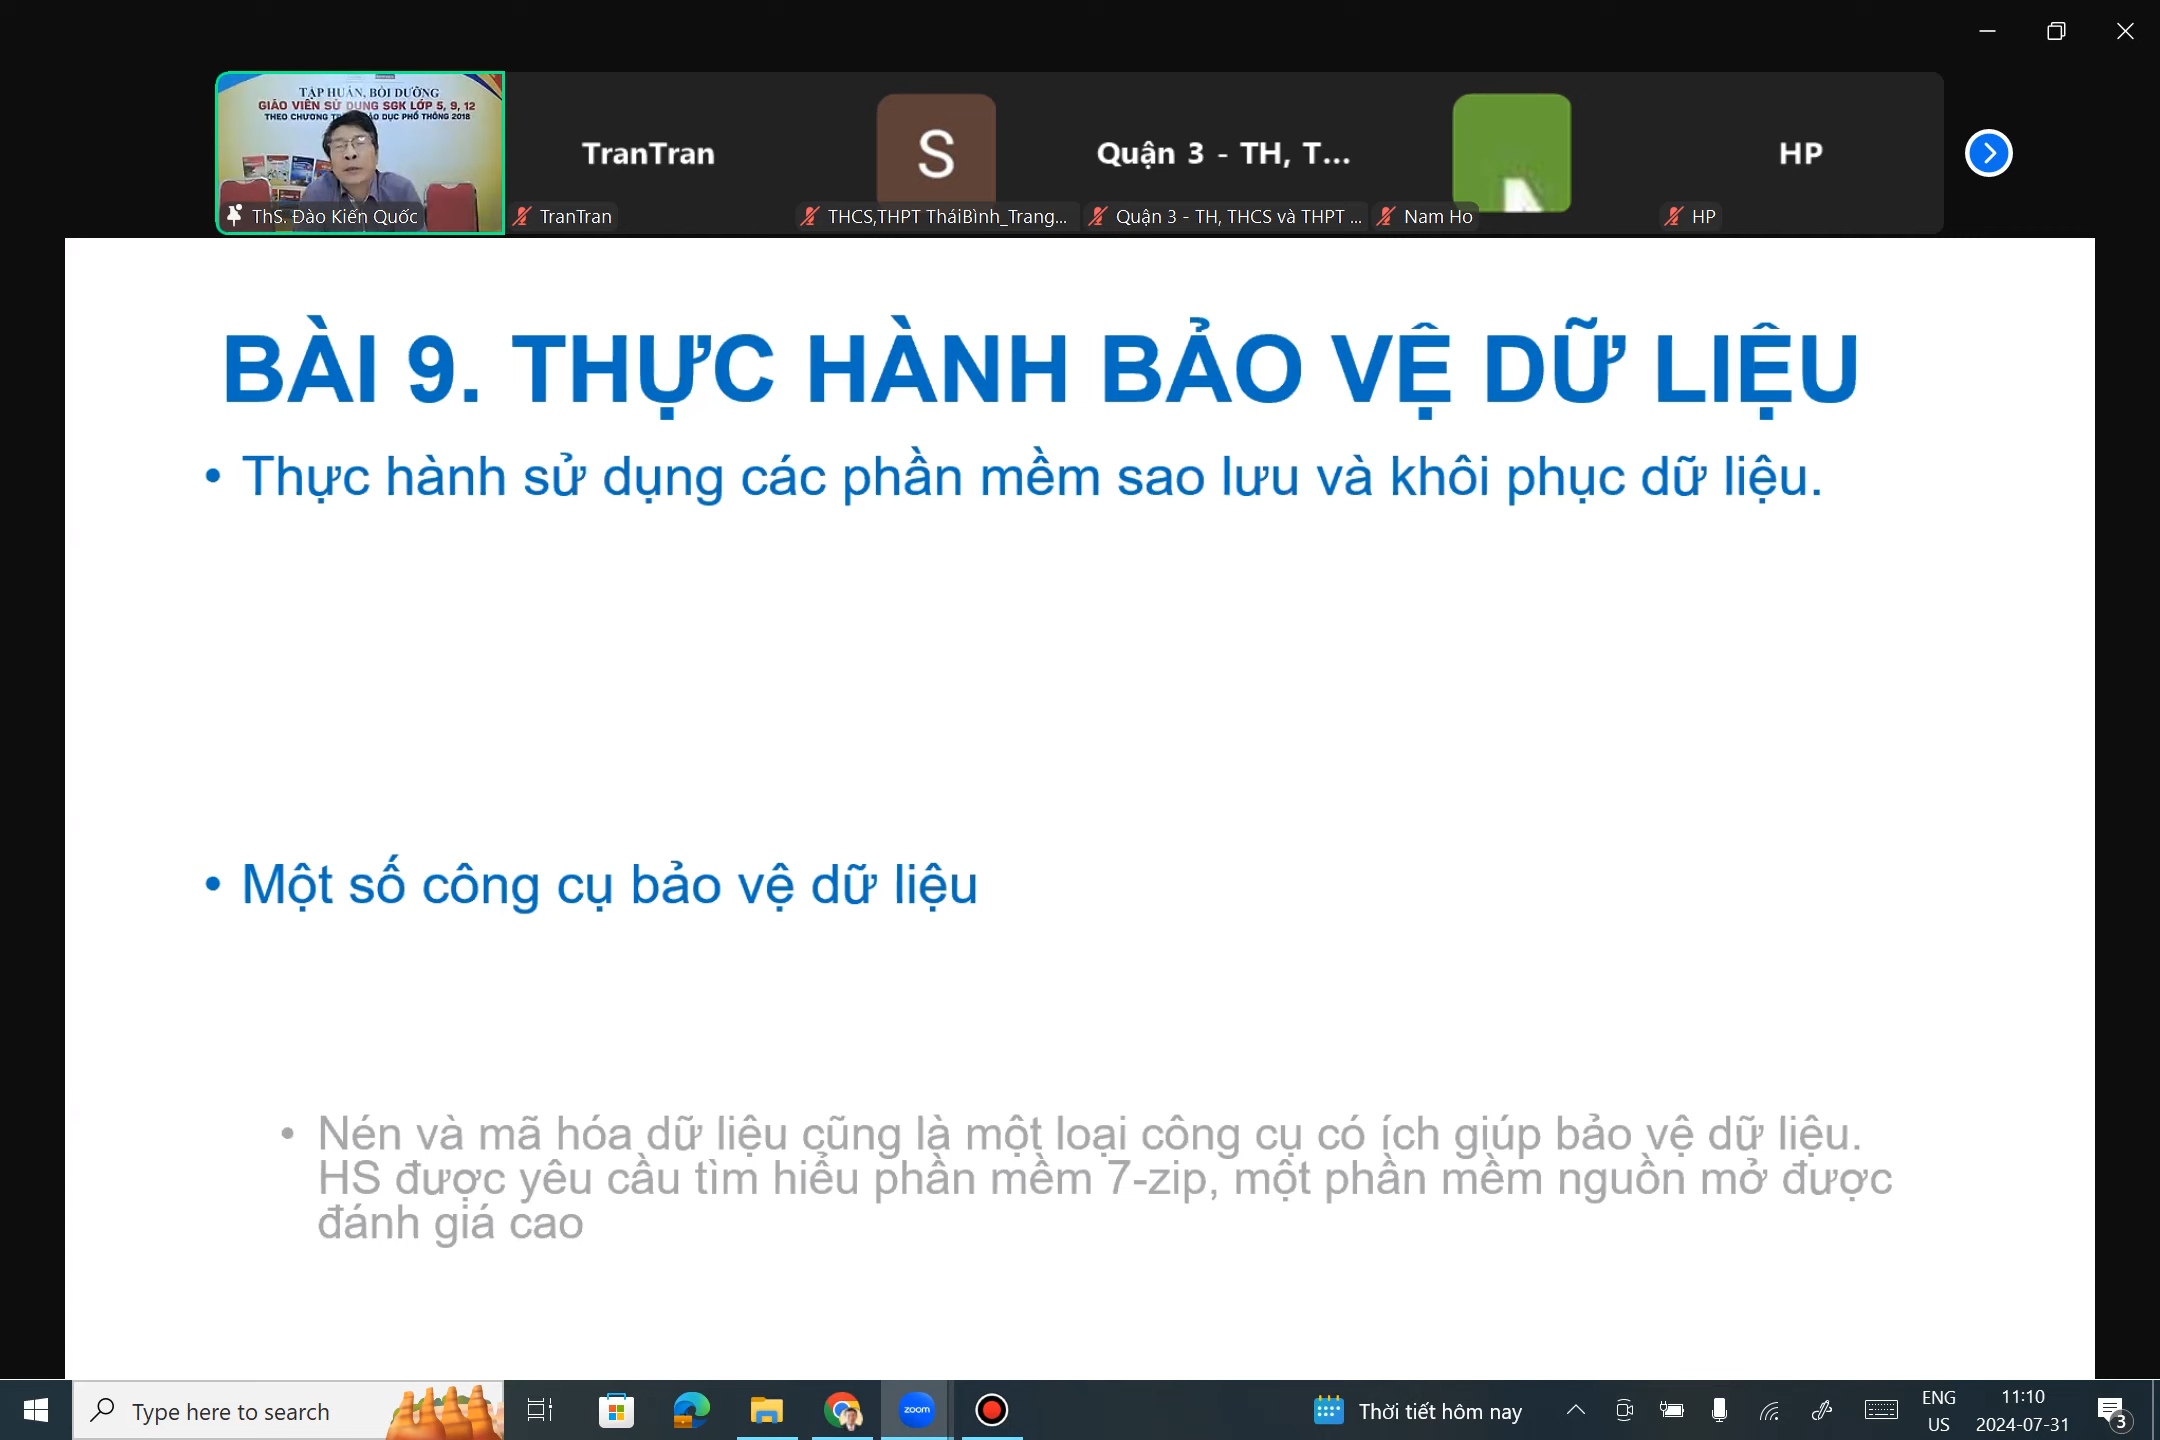 TẬP HUẤN, BỒI DƯỠNG
GIÁO VIÊN SỬ DỤNG SGK LỚP 5, 9, 12
THEO CHƯƠNG DỤC PHỔ THÔNG 2018
ThS. Đào Kiến Quốc
TranTran
TranTran
S
THCS,THPT TháiBình_Trang...
Quận 3 - TH, T...
Quận 3 - TH, THCS và THPT ...
Nam Ho
HP
HP
BÀI 9. THỰC HÀNH BẢO VỆ DỮ LIỆU
• Thực hành sử dụng các phần mềm sao lưu và khôi phục dữ liệu.
• Một số công cụ bảo vệ dữ liệu
• Nén và mã hóa dữ liệu cũng là một loại công cụ có ích giúp bảo vệ dữ liệu.
HS được yêu cầu tìm hiểu phần mềm 7-zip, một phần mềm nguồn mở được
đánh giá cao
Type here to search
zoom
Thời tiết hôm nay
ENG
US
11:10
2024-07-31
3